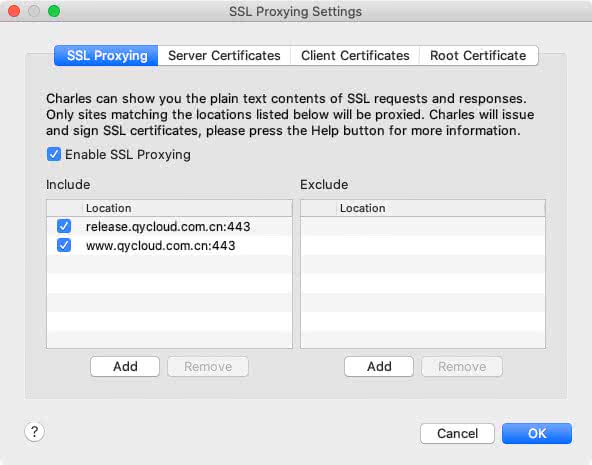 SSL Proxying Settings
SSL Proxying Server Certificates Client Certificates Root Certificate
Charles can show you the plain text contents of SSL requests and responses.
Only sites matching the locations listed below will be proxied. Charles will issue
and sign SSL certificates, please press the Help button for more information.
Enable SSL Proxying
Include Exclude
Location Location
release.qycloud.com.cn:443
www.qycloud.com.cn:443
Add Remove Add Remove
? Cancel OK